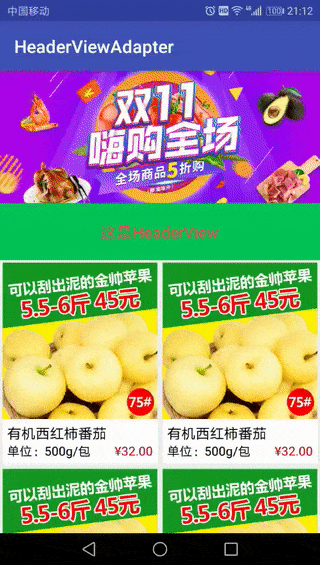 中国移动
HD
4G
100
21:12
HeaderViewAdapter
双11
嗨购全场
全场商品5折购
这是HeaderView
可以刮出泥的金帅苹果
5.5-6斤 45元
75#
有机西红柿番茄
单位：500g/包 ¥32.00
可以刮出泥的金帅苹果
5.5-6斤 45元
75#
有机西红柿番茄
单位：500g/包 ¥32.00
可以刮出泥的金帅苹果
5.5-6斤 45元
可以刮出泥的金帅苹果
5.5-6斤 45元